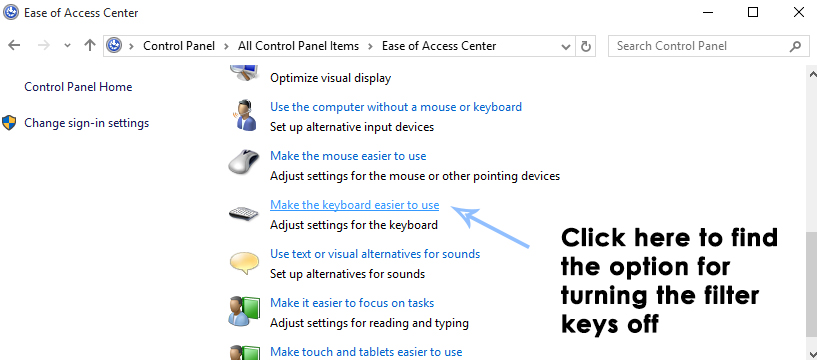 Ease of Access Center
Control Panel > All Control Panel Items > Ease of Access Center
Search Control Panel
Control Panel Home
Change sign-in settings
Optimize visual display
Use the computer without a mouse or keyboard
Set up alternative input devices
Make the mouse easier to use
Adjust settings for the mouse or other pointing devices
Make the keyboard easier to use
Adjust settings for the keyboard
Use text or visual alternatives for sounds
Set up alternatives for sounds
Make it easier to focus on tasks
Adjust settings for reading and typing
Make touch and tablets easier to use
Click here to find
the option for
turning the filter
keys off